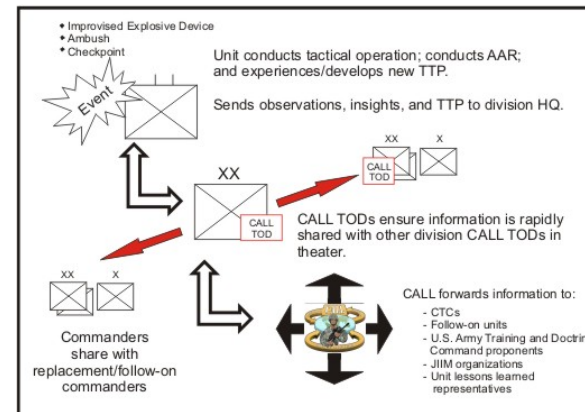 Improvised Explosive Device
Ambush
Checkpoint
Event
Unit conducts tactical operation; conducts AAR;
and experiences/develops new TTP.
Sends observations, insights, and TTP to division HQ.
XX
X
CALL
TOD
XX
CALL
TOD
CALL TODs ensure information is rapidly
shared with other division CALL TODs in
theater.
XX
X
Commanders
share with
replacement/follow-on
commanders
CALL forwards information to:
- CTCs
- Follow-on units
- U.S. Army Training and Doctrin
Command proponents
- JIIM organizations
- Unit lessons learned
representatives